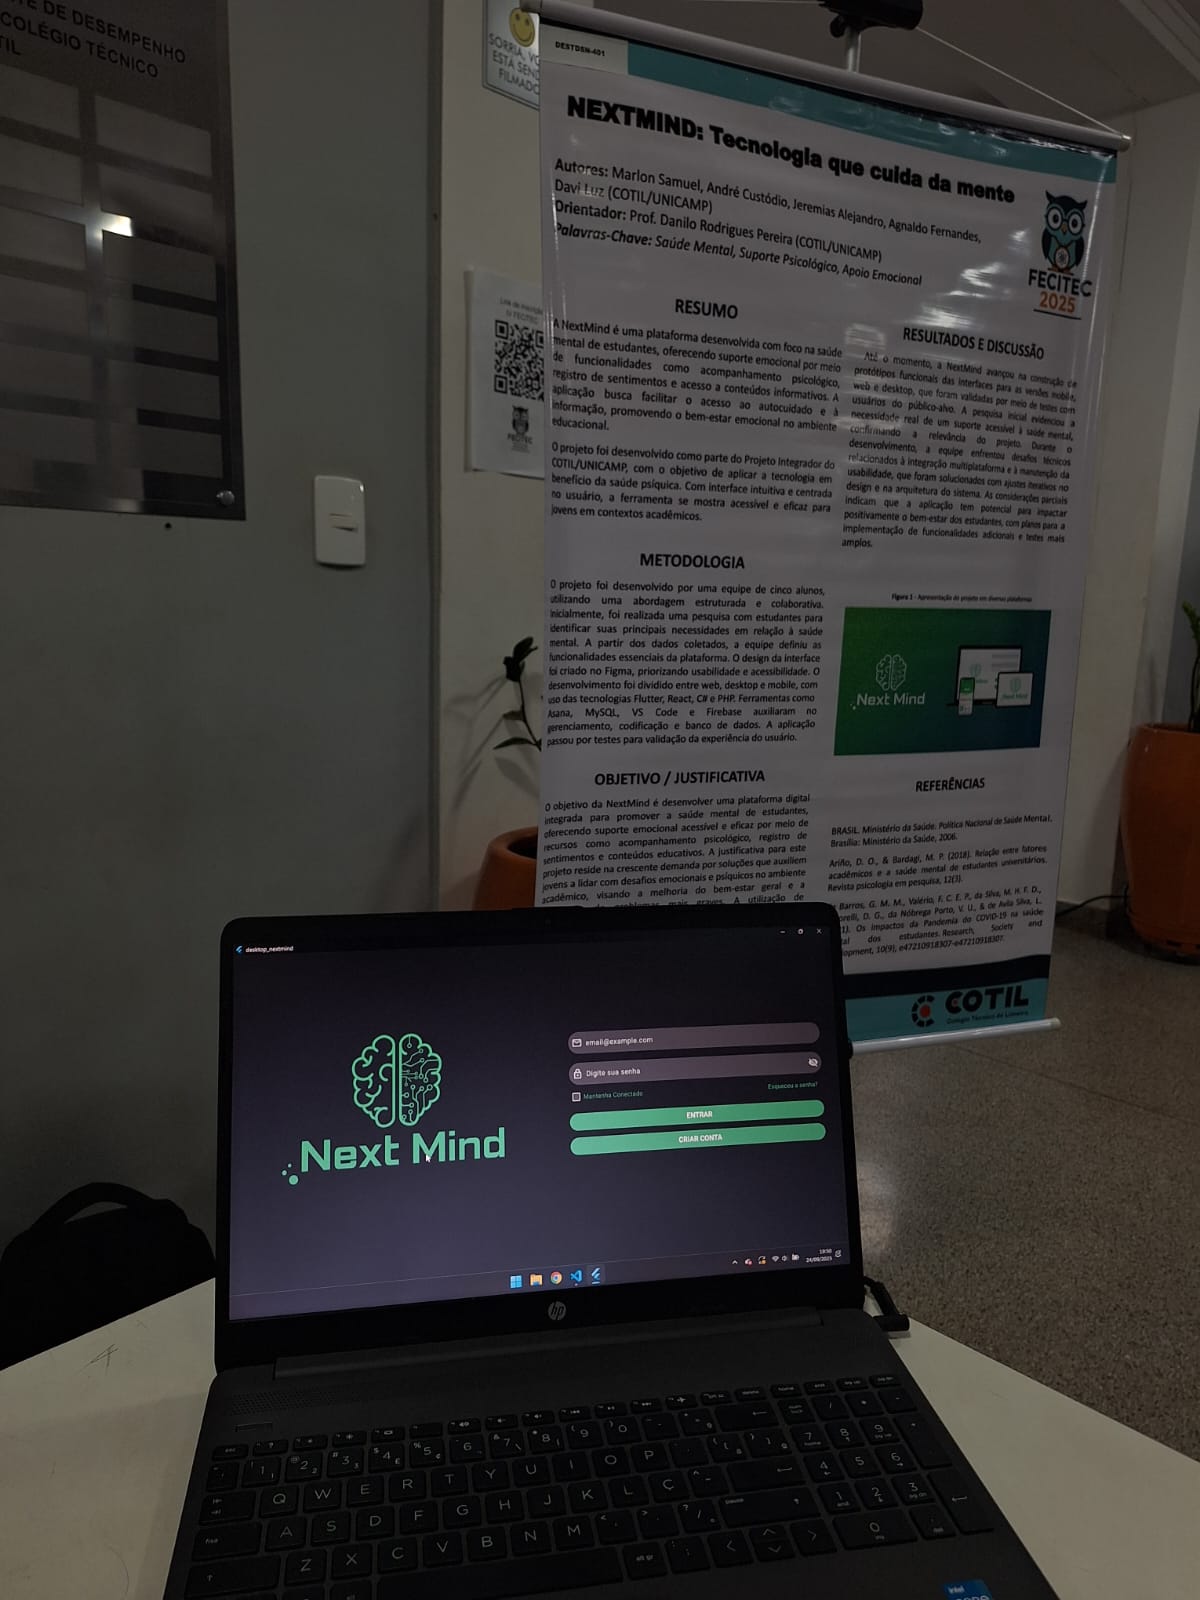 TE DE DESEMPENHO
COLÉGIO TÉCNICO
TIL
SORRIA, VO
ESTÁ SEN
FILMADO
DESTDSN-401
NEXTMIND: Tecnologia que cuida da mente
Autores: Marlon Samuel, André Custódio, Jeremias Alejandro, Agnaldo Fernandes,
Davi Luz (COTIL/UNICAMP)
Orientador: Prof. Danilo Rodrigues Pereira (COTIL/UNICAMP)
Palavras-Chave: Saúde Mental, Suporte Psicológico, Apoio Emocional
FECITEC
2025
FECITEC
RESUMO
A NextMind é uma plataforma desenvolvida com foco na saúde
mental de estudantes, oferecendo suporte emocional por meio
de funcionalidades como acompanhamento psicológico,
registro de sentimentos e acesso a conteúdos informativos. A
aplicação busca facilitar o acesso ao autocuidado e à
informação, promovendo o bem-estar emocional no ambiente
educacional.
O projeto foi desenvolvido como parte do Projeto Integrador do
COTIL/UNICAMP, com o objetivo de aplicar a tecnologia em
benefício da saúde psíquica. Com interface intuitiva e centrada
no usuário, a ferramenta se mostra acessível e eficaz para
jovens em contextos acadêmicos.
METODOLOGIA
O projeto foi desenvolvido por uma equipe de cinco alunos,
utilizando uma abordagem estruturada e colaborativa.
Inicialmente, foi realizada uma pesquisa com estudantes para
identificar suas principais necessidades em relação à saúde
mental. A partir dos dados coletados, a equipe definiu as
funcionalidades essenciais da plataforma. O design da interface
foi criado no Figma, priorizando usabilidade e acessibilidade. O
desenvolvimento foi dividido entre web, desktop e mobile, com
uso das tecnologias Flutter, React, C# e PHP. Ferramentas como
Asana, MySQL, VS Code e Firebase auxiliaram no
gerenciamento, codificação e banco de dados. A aplicação
passou por testes para validação da experiência do usuário.
OBJETIVO / JUSTIFICATIVA
O objetivo da NextMind é desenvolver uma plataforma digital
integrada para promover a saúde mental de estudantes,
oferecendo suporte emocional acessível e eficaz por meio de
recursos como acompanhamento psicológico, registro de
sentimentos e conteúdos educativos. A justificativa para este
projeto reside na crescente demanda por soluções que auxiliem
jovens a lidar com desafios emocionais e psíquicos no ambiente
acadêmico, visando a melhoria do bem-estar geral e a
problemas mais graves. A utilização de
RESULTADOS E DISCUSSÃO
Até o momento, a NextMind avançou na construção de
protótipos funcionais das interfaces para as versões mobile,
web e desktop, que foram validadas por meio de testes com
usuários do público-alvo. A pesquisa inicial evidenciou a
necessidade real de um suporte acessível à saúde mental,
confirmando a relevância do projeto. Durante o
desenvolvimento, a equipe enfrentou desafios técnicos
relacionados à integração multiplataforma e à manutenção da
usabilidade, que foram solucionados com ajustes iterativos no
design e na arquitetura do sistema. As considerações parciais
indicam que a aplicação tem potencial para impactar
positivamente o bem-estar dos estudantes, com planos para a
implementação de funcionalidades adicionais e testes mais
amplos.
Figura 1 - Apresentação do projeto em diversas plataformas
Next Mind
REFERÊNCIAS
BRASIL. Ministério da Saúde. Política Nacional de Saúde Mental.
Brasília: Ministério da Saúde, 2006.
Ariño, D. O., & Bardagi, M. P. (2018). Relação entre fatores
acadêmicos e a saúde mental de estudantes universitários.
Revista psicologia em pesquisa, 12(3).
Barros, G. M. M., Valério, F. C. E. P., da Silva, M. H. F. D.,
orelli, D. G., da Nóbrega Porto, V. U., & de Avila Silva, L.
1). Os impactos da Pandemia do COVID-19 na saúde
tal dos estudantes. Research, Society and
lopment, 10(9), e47210918307-e47210918307.
COTIL
Colégio Técnico de Limeira
desktop_nextmind
Next Mind
email@example.com
Digite sua senha
Mantenha Conectado
Esqueceu a senha?
ENTRAR
CRIAR CONTA
19:50
24/09/2025
hp
Q W E R T Y U I O P
A S D F G H J K L Ç
Z X C V B N M
intel